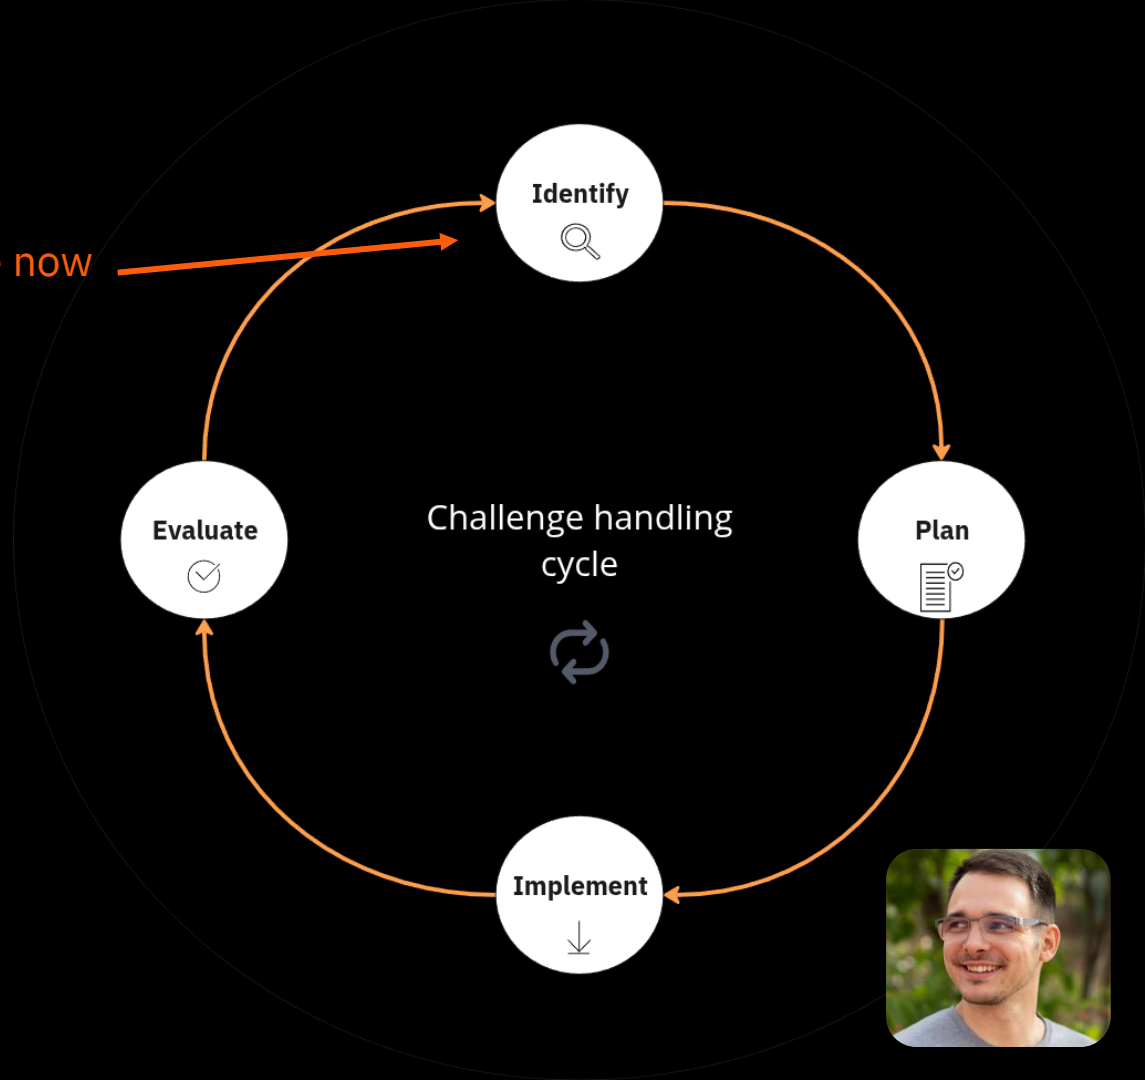 Identify
now
Evaluate
Challenge handling
cycle
Plan
Implement